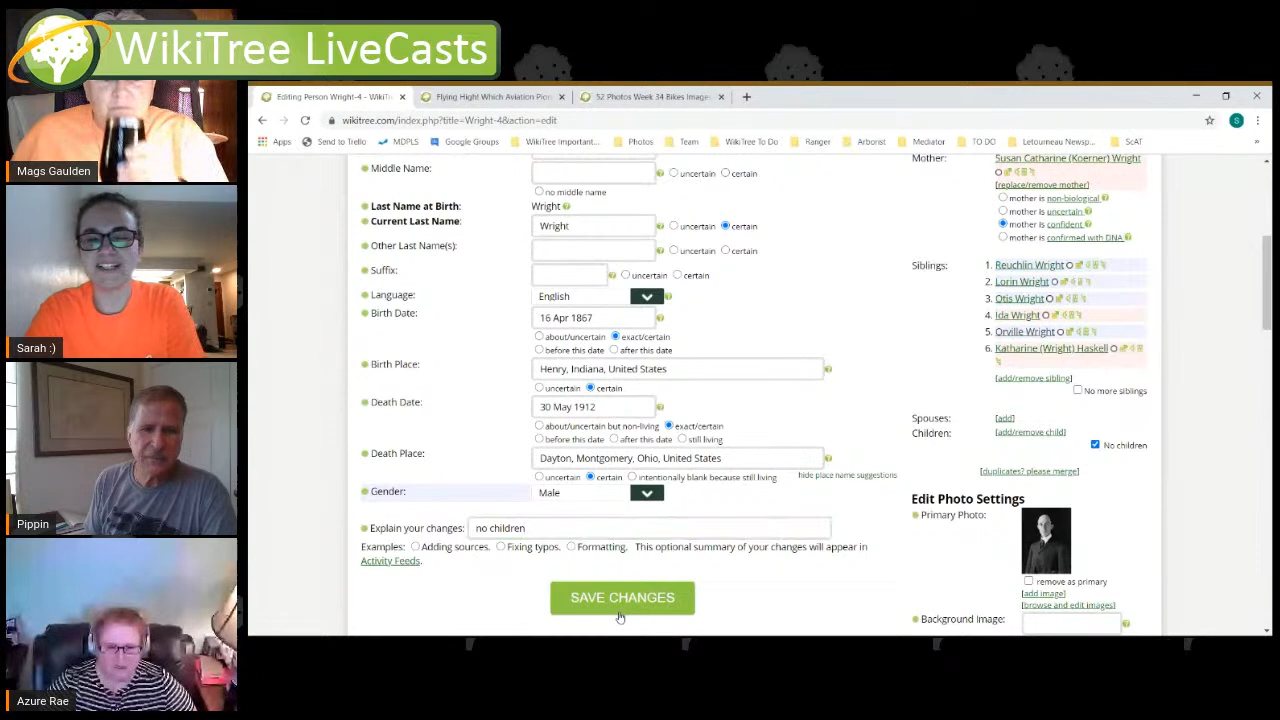 WikiTree LiveCasts
Mags Gaulden
Sarah :)
Pippin
Azure Rae
Editing Person Wright-4 - WikiTr
Flying Hight Which Aviation Pion
52 Photos Week 34 Bikes Images
wikitree.com/index.php?title=Wright-4&action=edit
S
Apps
Send to Trello
MDPLS
Google Groups
WikiTree Important...
Photos
Team
WikiTree To Do
Ranger
Arborist
Mediator
TO DO
Letourneau Newsp...
ScAT
»
Middle Name:
uncertain
certain
no middle name
Last Name at Birth:
Wright
Current Last Name:
Wright
uncertain
certain
Other Last Name(s):
uncertain
certain
Suffix:
uncertain
certain
Language:
English
Birth Date:
16 Apr 1867
about/uncertain
exact/certain
before this date
after this date
Birth Place:
Henry, Indiana, United States
uncertain
certain
Death Date:
30 May 1912
about/uncertain but non-living
exact/certain
before this date
after this date
still living
Death Place:
Dayton, Montgomery, Ohio, United States
uncertain
certain
intentionally blank because still living
hide place name suggestions
Gender:
Male
Explain your changes:
no children
Examples:
Adding sources.
Fixing typos.
Formatting.
This optional summary of your changes will appear in
Activity Feeds.
SAVE CHANGES
Mother:
Susan Catharine (Koerner) Wright
[replace/remove mother]
mother is non-biological
mother is uncertain
mother is confident
mother is confirmed with DNA
Siblings:
1. Reuchlin Wright
2. Lorin Wright
3. Otis Wright
4. Ida Wright
5. Orville Wright
6. Katharine (Wright) Haskell
[add/remove sibling]
No more siblings
Spouses:
[add]
Children:
[add/remove child]
No children
[duplicates? please merge]
Edit Photo Settings
Primary Photo:
remove as primary
[add image]
[browse and edit images]
Background Image: